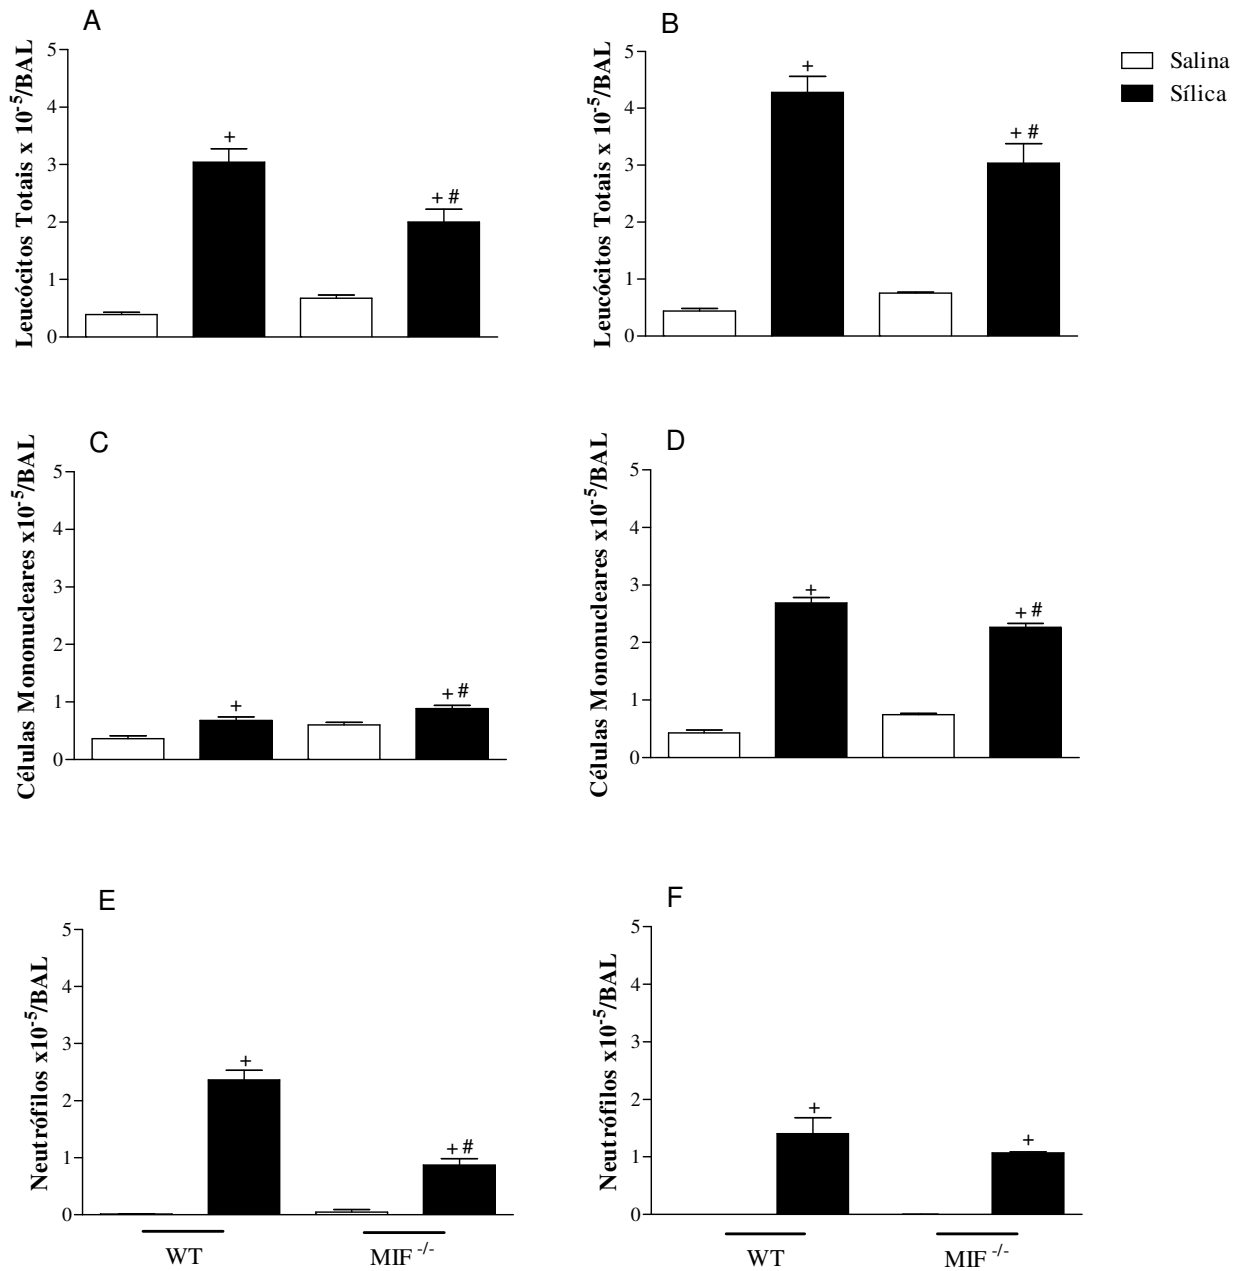 A
Leucócitos Totais x 10⁻⁵/BAL
5
4
3
2
1
0
+
+ #
B
Leucócitos Totais x 10⁻⁵/BAL
5
4
3
2
1
0
+
+ #
Salina
Sílica
C
Células Mononucleares x10⁻⁵/BAL
5
4
3
2
1
0
+
+ #
D
Células Mononucleares x10⁻⁵/BAL
5
4
3
2
1
0
+
+ #
E
Neutrófilos x10⁻⁵/BAL
5
4
3
2
1
0
+
+ #
WT
MIF⁻/⁻
F
Neutrófilos x10⁻⁵/BAL
5
4
3
2
1
0
+
+
WT
MIF⁻/⁻